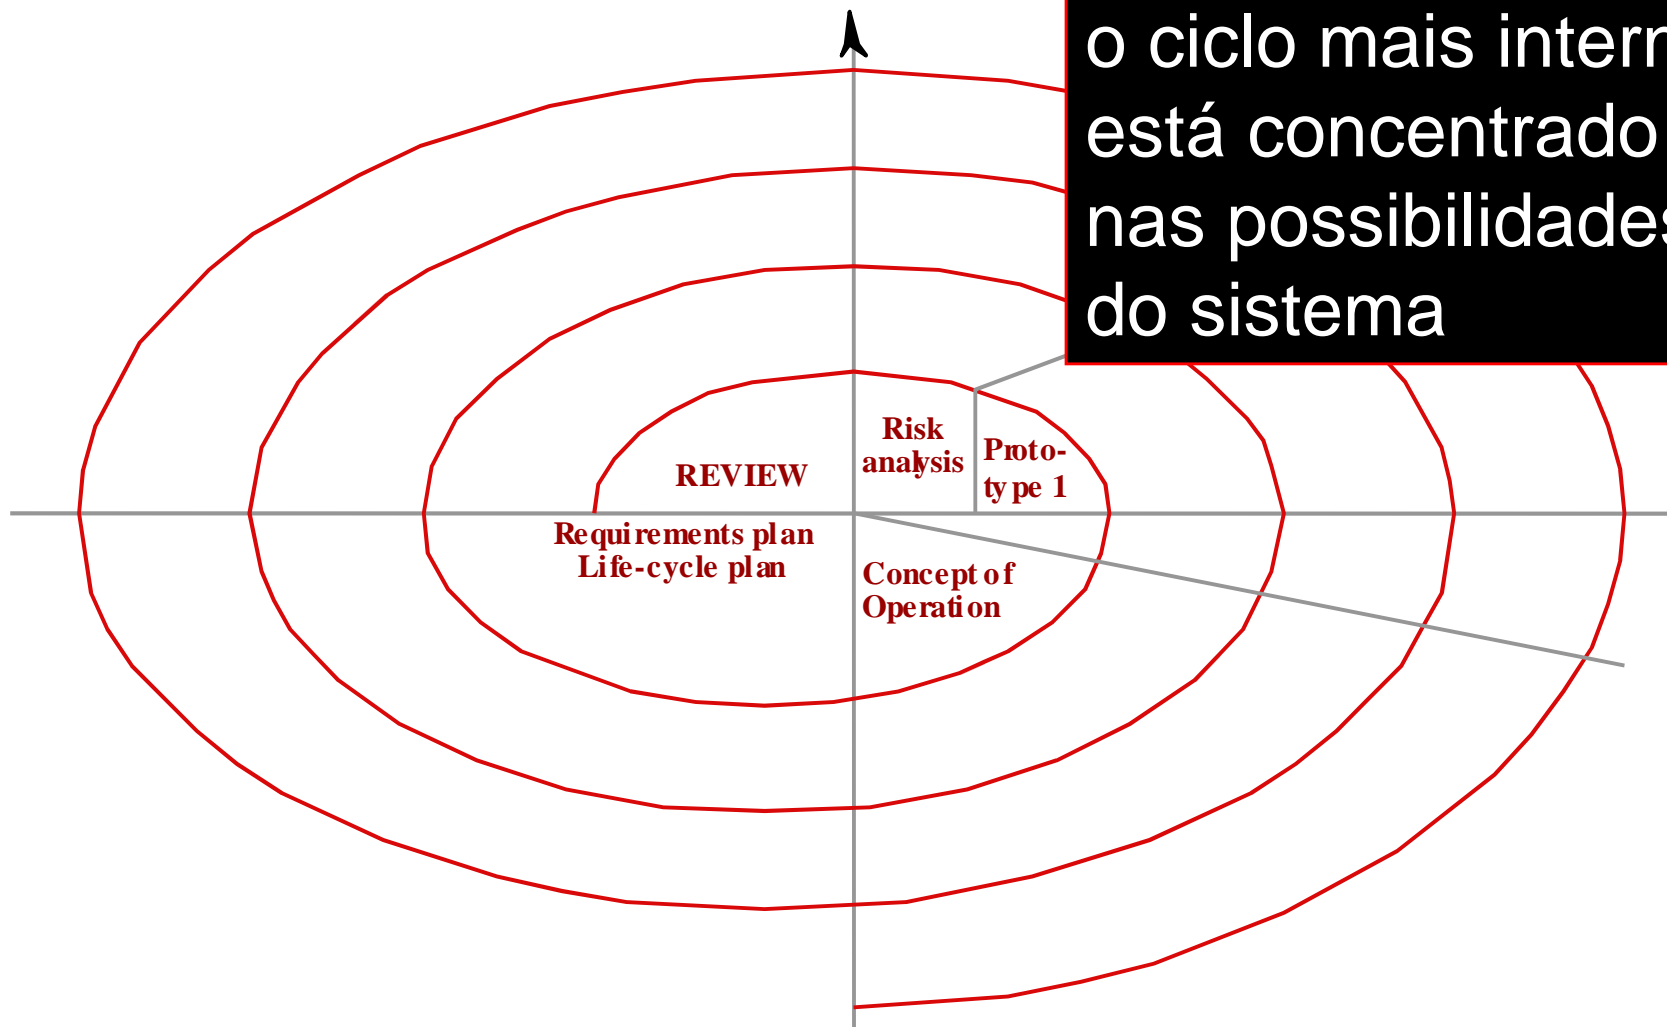 o ciclo mais intern
está concentrado
nas possibilidades
do sistema
Risk
analysis
Proto-
type 1
REVIEW
Requirements plan
Life-cycle plan
Concept of
Operation